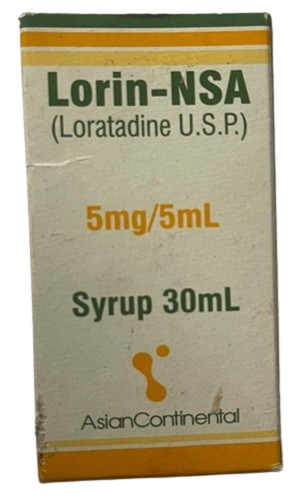 Lorin-NSA
(Loratadine U.S.P.)
5mg/5mL
Syrup 30mL
AsianContinental